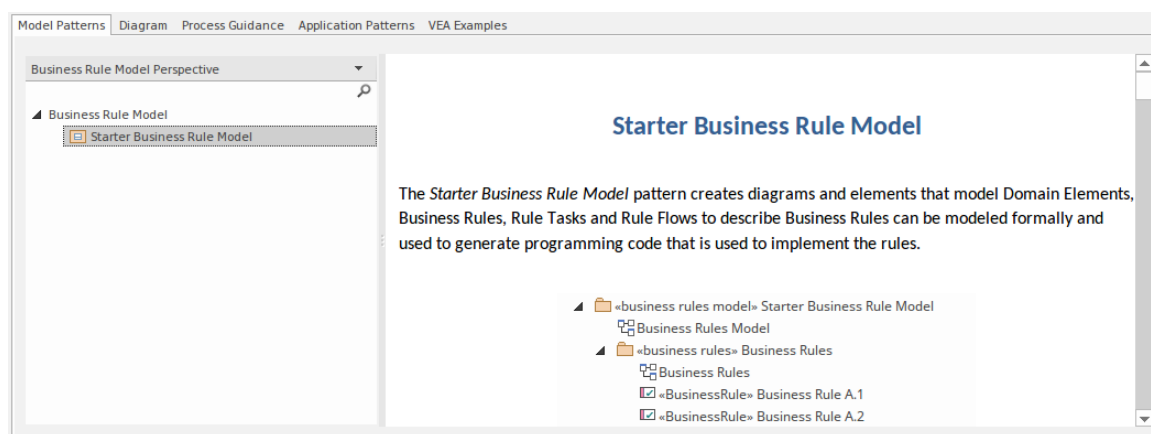 Model Patterns Diagram Process Guidance Application Patterns VEA Examples
Business Rule Model Perspective
Business Rule Model
Starter Business Rule Model
Starter Business Rule Model
The Starter Business Rule Model pattern creates diagrams and elements that model Domain Elements,
Business Rules, Rule Tasks and Rule Flows to describe Business Rules can be modeled formally and
used to generate programming code that is used to implement the rules.
«business rules model» Starter Business Rule Model
Business Rules Model
«business rules» Business Rules
Business Rules
«BusinessRule» Business Rule A.1
«BusinessRule» Business Rule A.2